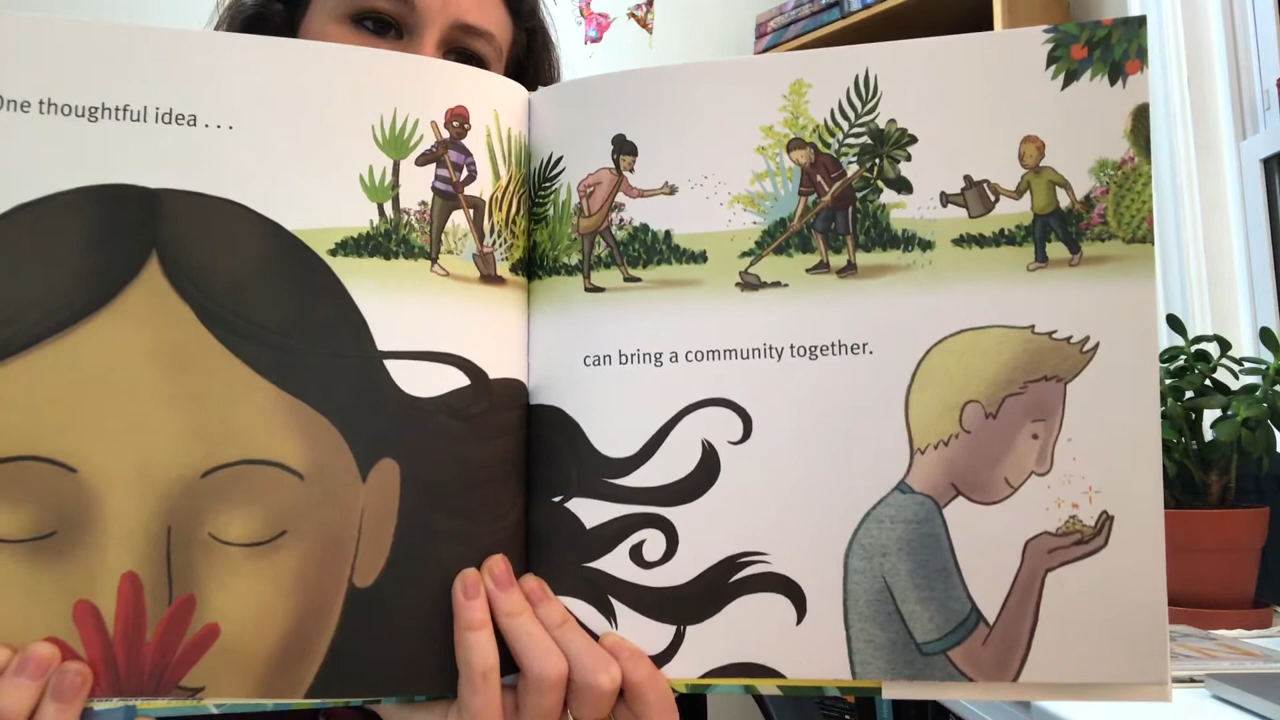 One thoughtful idea . . .
can bring a community together.